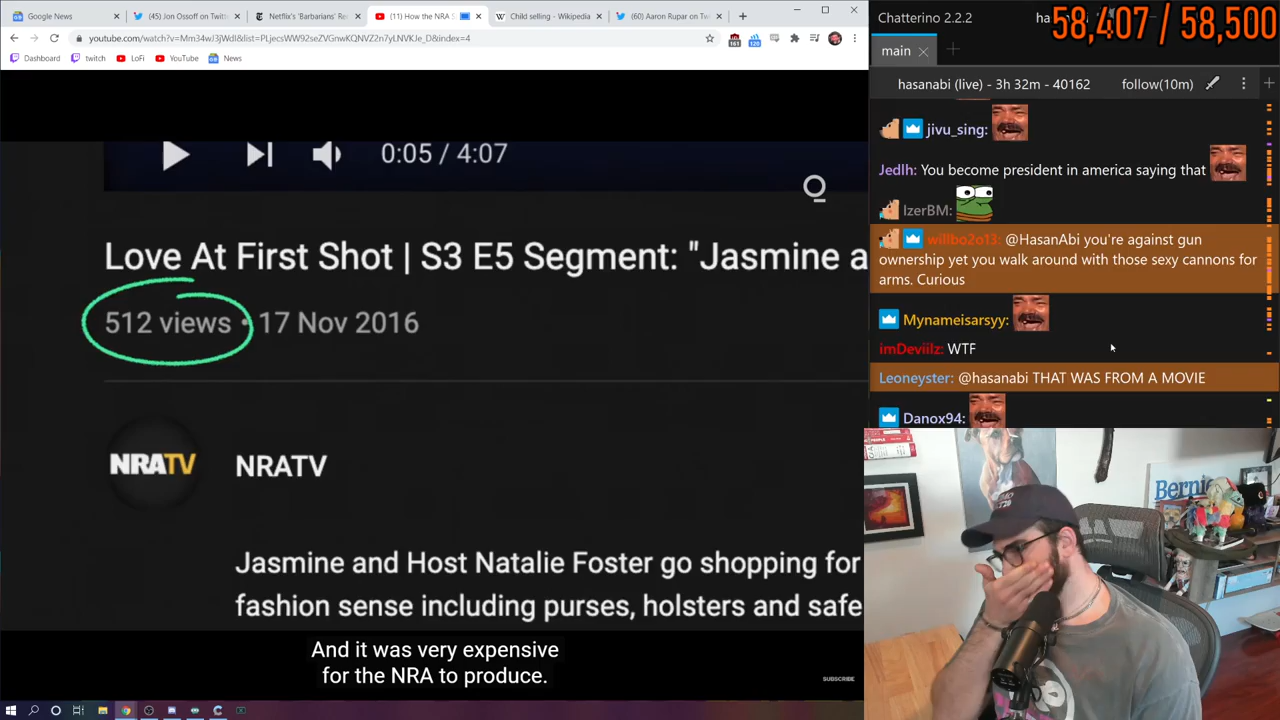 Google News
(45) Jon Ossoff on Twitt
Netflix's 'Barbarians' Re
(11) How the NRA S
Child selling - Wikipedia
(60) Aaron Rupar on Twe
youtube.com/watch?v=Mm34wJ3jWdI&list=PLjecsWW92seZVGnwKQNVZ2n7yLNVKJe_D&index=4
161
120
Dashboard
twitch
LoFi
YouTube
News
0:05 / 4:07
Love At First Shot | S3 E5 Segment: "Jasmine a
512 views • 17 Nov 2016
NRATV
NRATV
Jasmine and Host Natalie Foster go shopping for
fashion sense including purses, holsters and safe
And it was very expensive
for the NRA to produce.
SUBSCRIBE
Chatterino 2.2.2
58,407 / 58,500
main
hasanabi (live) - 3h 32m - 40162
follow(10m)
jivu_sing:
Jedlh: You become president in america saying that
IzerBM:
willbo2o13: @HasanAbi you're against gun
ownership yet you walk around with those sexy cannons for
arms. Curious
Mynameisarsyy:
imDeviilz: WTF
Leoneyster: @hasanabi THAT WAS FROM A MOVIE
Danox94:
Bernie